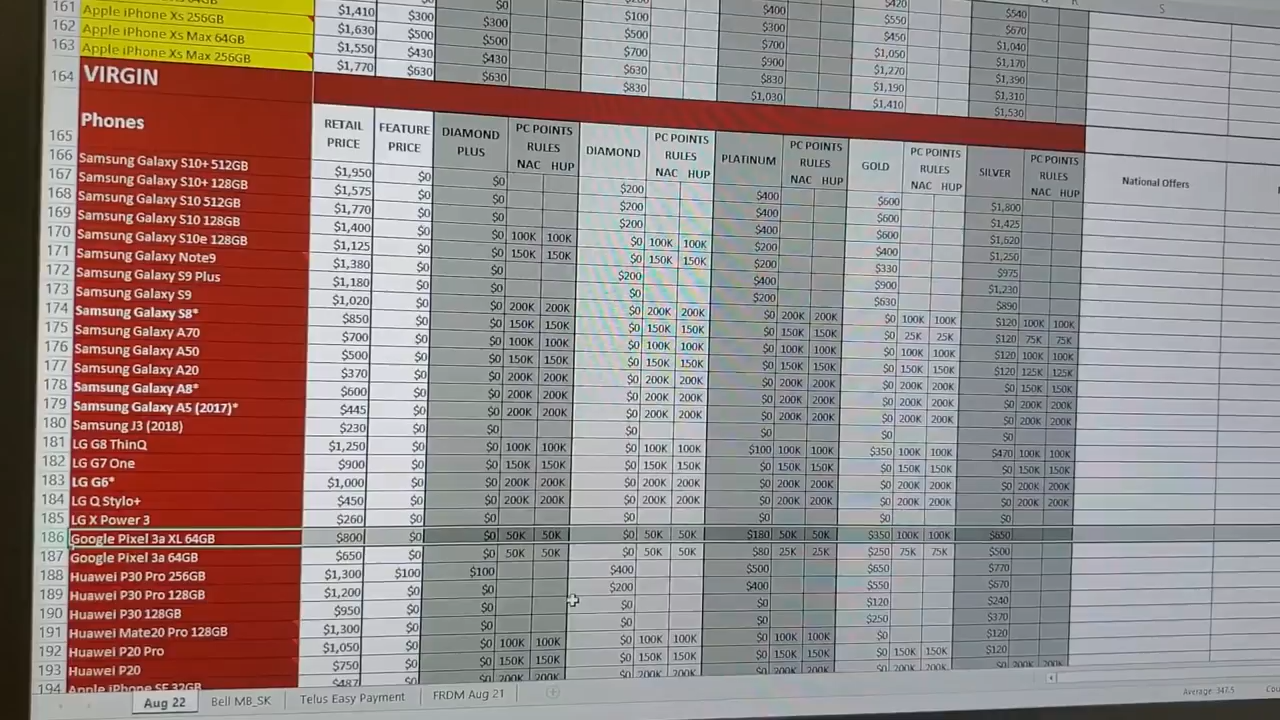 64GB $1,410 $300 $300 $500 $700 $1,050 $1,040
161 Apple iPhone Xs 256GB $1,630 $500 $500 $700 $900 $1,270 $1,390
162 Apple iPhone Xs Max 64GB $1,550 $430 $430 $630 $830 $1,190 $1,310
163 Apple iPhone Xs Max 256GB $1,770 $630 $630 $830 $1,030 $1,410 $1,530
164 VIRGIN
165 Phones RETAIL PRICE FEATURE PRICE DIAMOND PLUS PC POINTS RULES NAC HUP DIAMOND PC POINTS RULES NAC HUP PLATINUM PC POINTS RULES NAC HUP GOLD PC POINTS RULES NAC HUP SILVER PC POINTS RULES NAC HUP National Offers
166 Samsung Galaxy S10+ 512GB $1,950 $0 $0 $200 $400 $600 $1,800
167 Samsung Galaxy S10+ 128GB $1,575 $0 $0 $200 $400 $600 $1,425
168 Samsung Galaxy S10 512GB $1,770 $0 $0 $200 $400 $600 $1,620
169 Samsung Galaxy S10 128GB $1,400 $0 $0 100K 100K $0 100K 100K $200 $400 $1,250
170 Samsung Galaxy S10e 128GB $1,125 $0 $0 150K 150K $0 150K 150K $200 $330 $975
171 Samsung Galaxy Note9 $1,380 $0 $0 $200 $400 $900 $1,230
172 Samsung Galaxy S9 Plus $1,180 $0 $0 $0 $200 $630 $890
173 Samsung Galaxy S9 $1,020 $0 $0 200K 200K $0 200K 200K $0 200K 200K $0 100K 100K $120 100K 100K
174 Samsung Galaxy S8* $850 $0 $0 150K 150K $0 150K 150K $0 150K 150K $0 25K 25K $120 75K 75K
175 Samsung Galaxy A70 $700 $0 $0 100K 100K $0 100K 100K $0 100K 100K $0 100K 100K $120 100K 100K
176 Samsung Galaxy A50 $500 $0 $0 150K 150K $0 150K 150K $0 150K 150K $0 150K 150K $120 125K 125K
177 Samsung Galaxy A20 $370 $0 $0 200K 200K $0 200K 200K $0 200K 200K $0 200K 200K $0 150K 150K
178 Samsung Galaxy A8* $600 $0 $0 200K 200K $0 200K 200K $0 200K 200K $0 200K 200K $0 200K 200K
179 Samsung Galaxy A5 (2017)* $445 $0 $0 200K 200K $0 200K 200K $0 200K 200K $0 200K 200K $0 200K 200K
180 Samsung J3 (2018) $230 $0 $0 $0 $0 $0 $0
181 LG G8 ThinQ $1,250 $0 $0 100K 100K $0 100K 100K $100 100K 100K $350 100K 100K $470 100K 100K
182 LG G7 One $900 $0 $0 150K 150K $0 150K 150K $0 150K 150K $0 150K 150K $0 150K 150K
183 LG G6* $1,000 $0 $0 200K 200K $0 200K 200K $0 200K 200K $0 200K 200K $0 200K 200K
184 LG Q Stylo+ $450 $0 $0 200K 200K $0 200K 200K $0 200K 200K $0 200K 200K $0 200K 200K
185 LG X Power 3 $260 $0 $0 $0 $0 $0 $0
186 Google Pixel 3a XL 64GB $800 $0 $0 50K 50K $0 50K 50K $180 50K 50K $350 100K 100K $650
187 Google Pixel 3a 64GB $650 $0 $0 50K 50K $0 50K 50K $80 25K 25K $250 75K 75K $500
188 Huawei P30 Pro 256GB $1,300 $100 $100 $400 $500 $650 $770
189 Huawei P30 Pro 128GB $1,200 $0 $0 $200 $400 $550 $670
190 Huawei P30 128GB $950 $0 $0 $0 $0 $120 $240
191 Huawei Mate20 Pro 128GB $1,300 $0 $0 $0 $0 $250 $370
192 Huawei P20 Pro $1,050 $0 $0 100K 100K $0 100K 100K $0 100K 100K $0 $120
193 Huawei P20 $750 $0 $0 150K 150K $0 150K 150K $0 150K 150K $0 150K 150K $120
194 Apple iPhone SE 32GB $487 $0 $0 200K 200K $0 200K 200K $0 200K 200K $0 200K 200K $0 200K 200K
Aug 22 Bell MB_SK Telus Easy Payment FRDM Aug 21
Average: 347.5